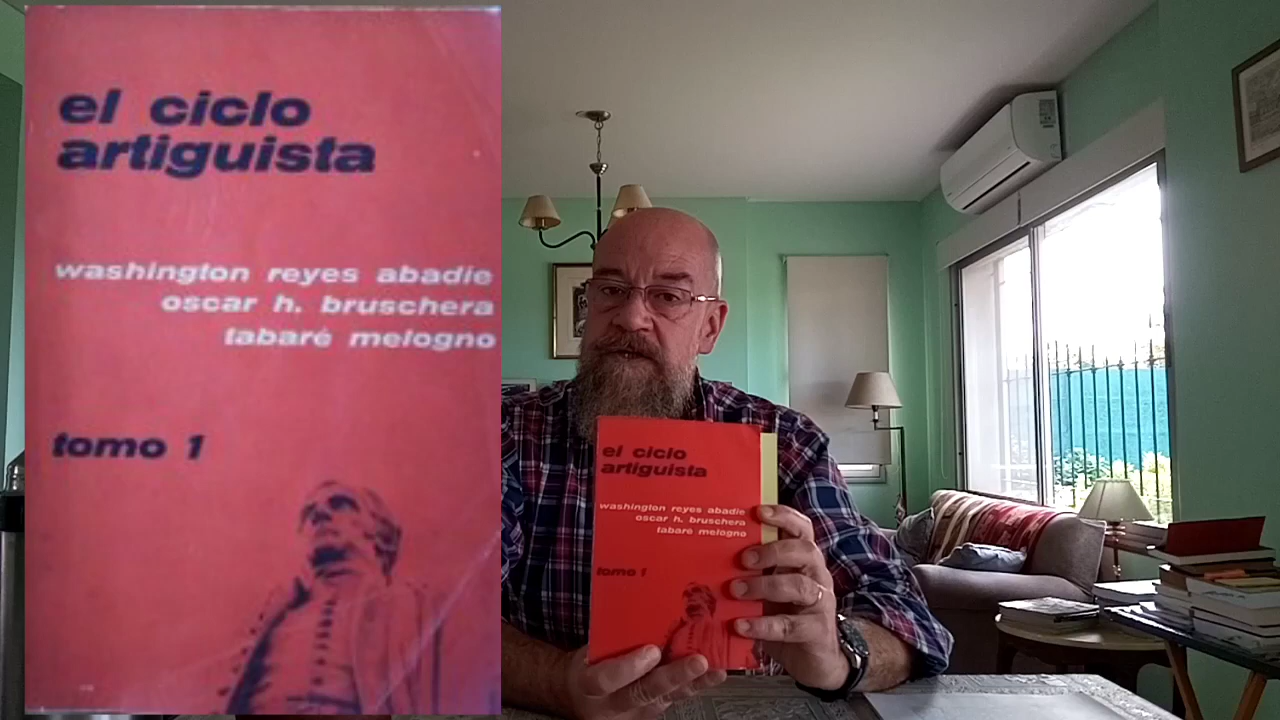 el ciclo
artiguista
washington reyes abadie
oscar h. bruschera
tabaré melogno
tomo 1
el ciclo
artiguista
washington reyes abadie
oscar h. bruschera
tabaré melogno
tomo 1